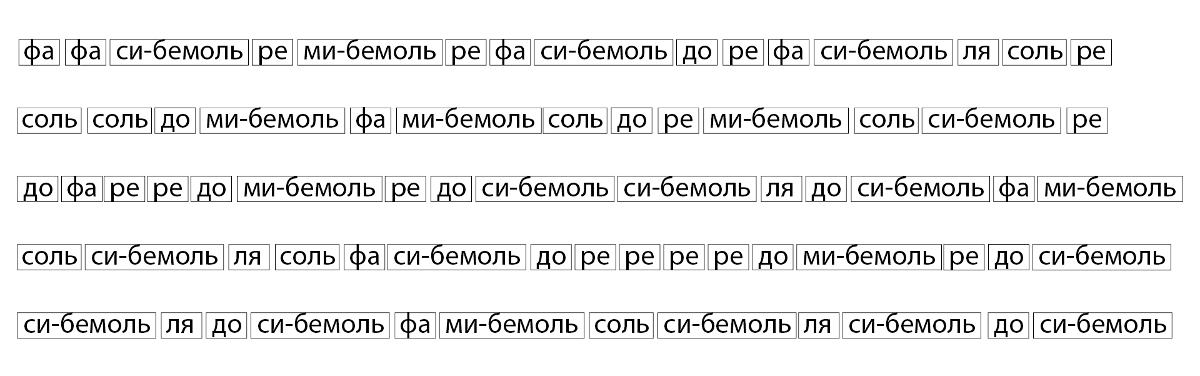 фа фа си-бемоль ре ми-бемоль ре фа си-бемоль до ре фа си-бемоль ля соль ре
соль соль до ми-бемоль фа ми-бемоль соль до ре ми-бемоль соль си-бемоль ре
до фа ре ре до ми-бемоль ре до си-бемоль си-бемоль ля до си-бемоль фа ми-бемоль
соль си-бемоль ля соль фа си-бемоль до ре ре ре ре до ми-бемоль ре до си-бемоль
си-бемоль ля до си-бемоль фа ми-бемоль соль си-бемоль ля си-бемоль до си-бемоль